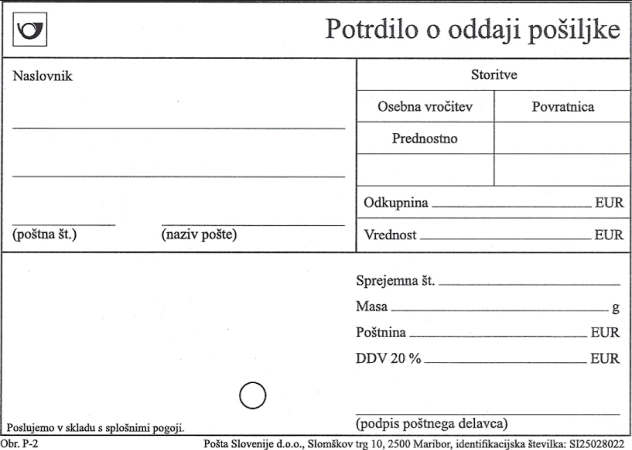 Potrdilo o oddaji pošiljke
Naslovnik
(poštna št.) (naziv pošte)
Storitve
Osebna vročitev Povratnica
Prednostno
Odkupnina EUR
Vrednost EUR
Sprejemna št.
Masa g
Poštnina EUR
DDV 20 % EUR
(podpis poštnega delavca)
Poslujemo v skladu s splošnimi pogoji.
Obr. P-2 Pošta Slovenije d.o.o., Slomškov trg 10, 2500 Maribor, identifikacijska številka: SI25028022